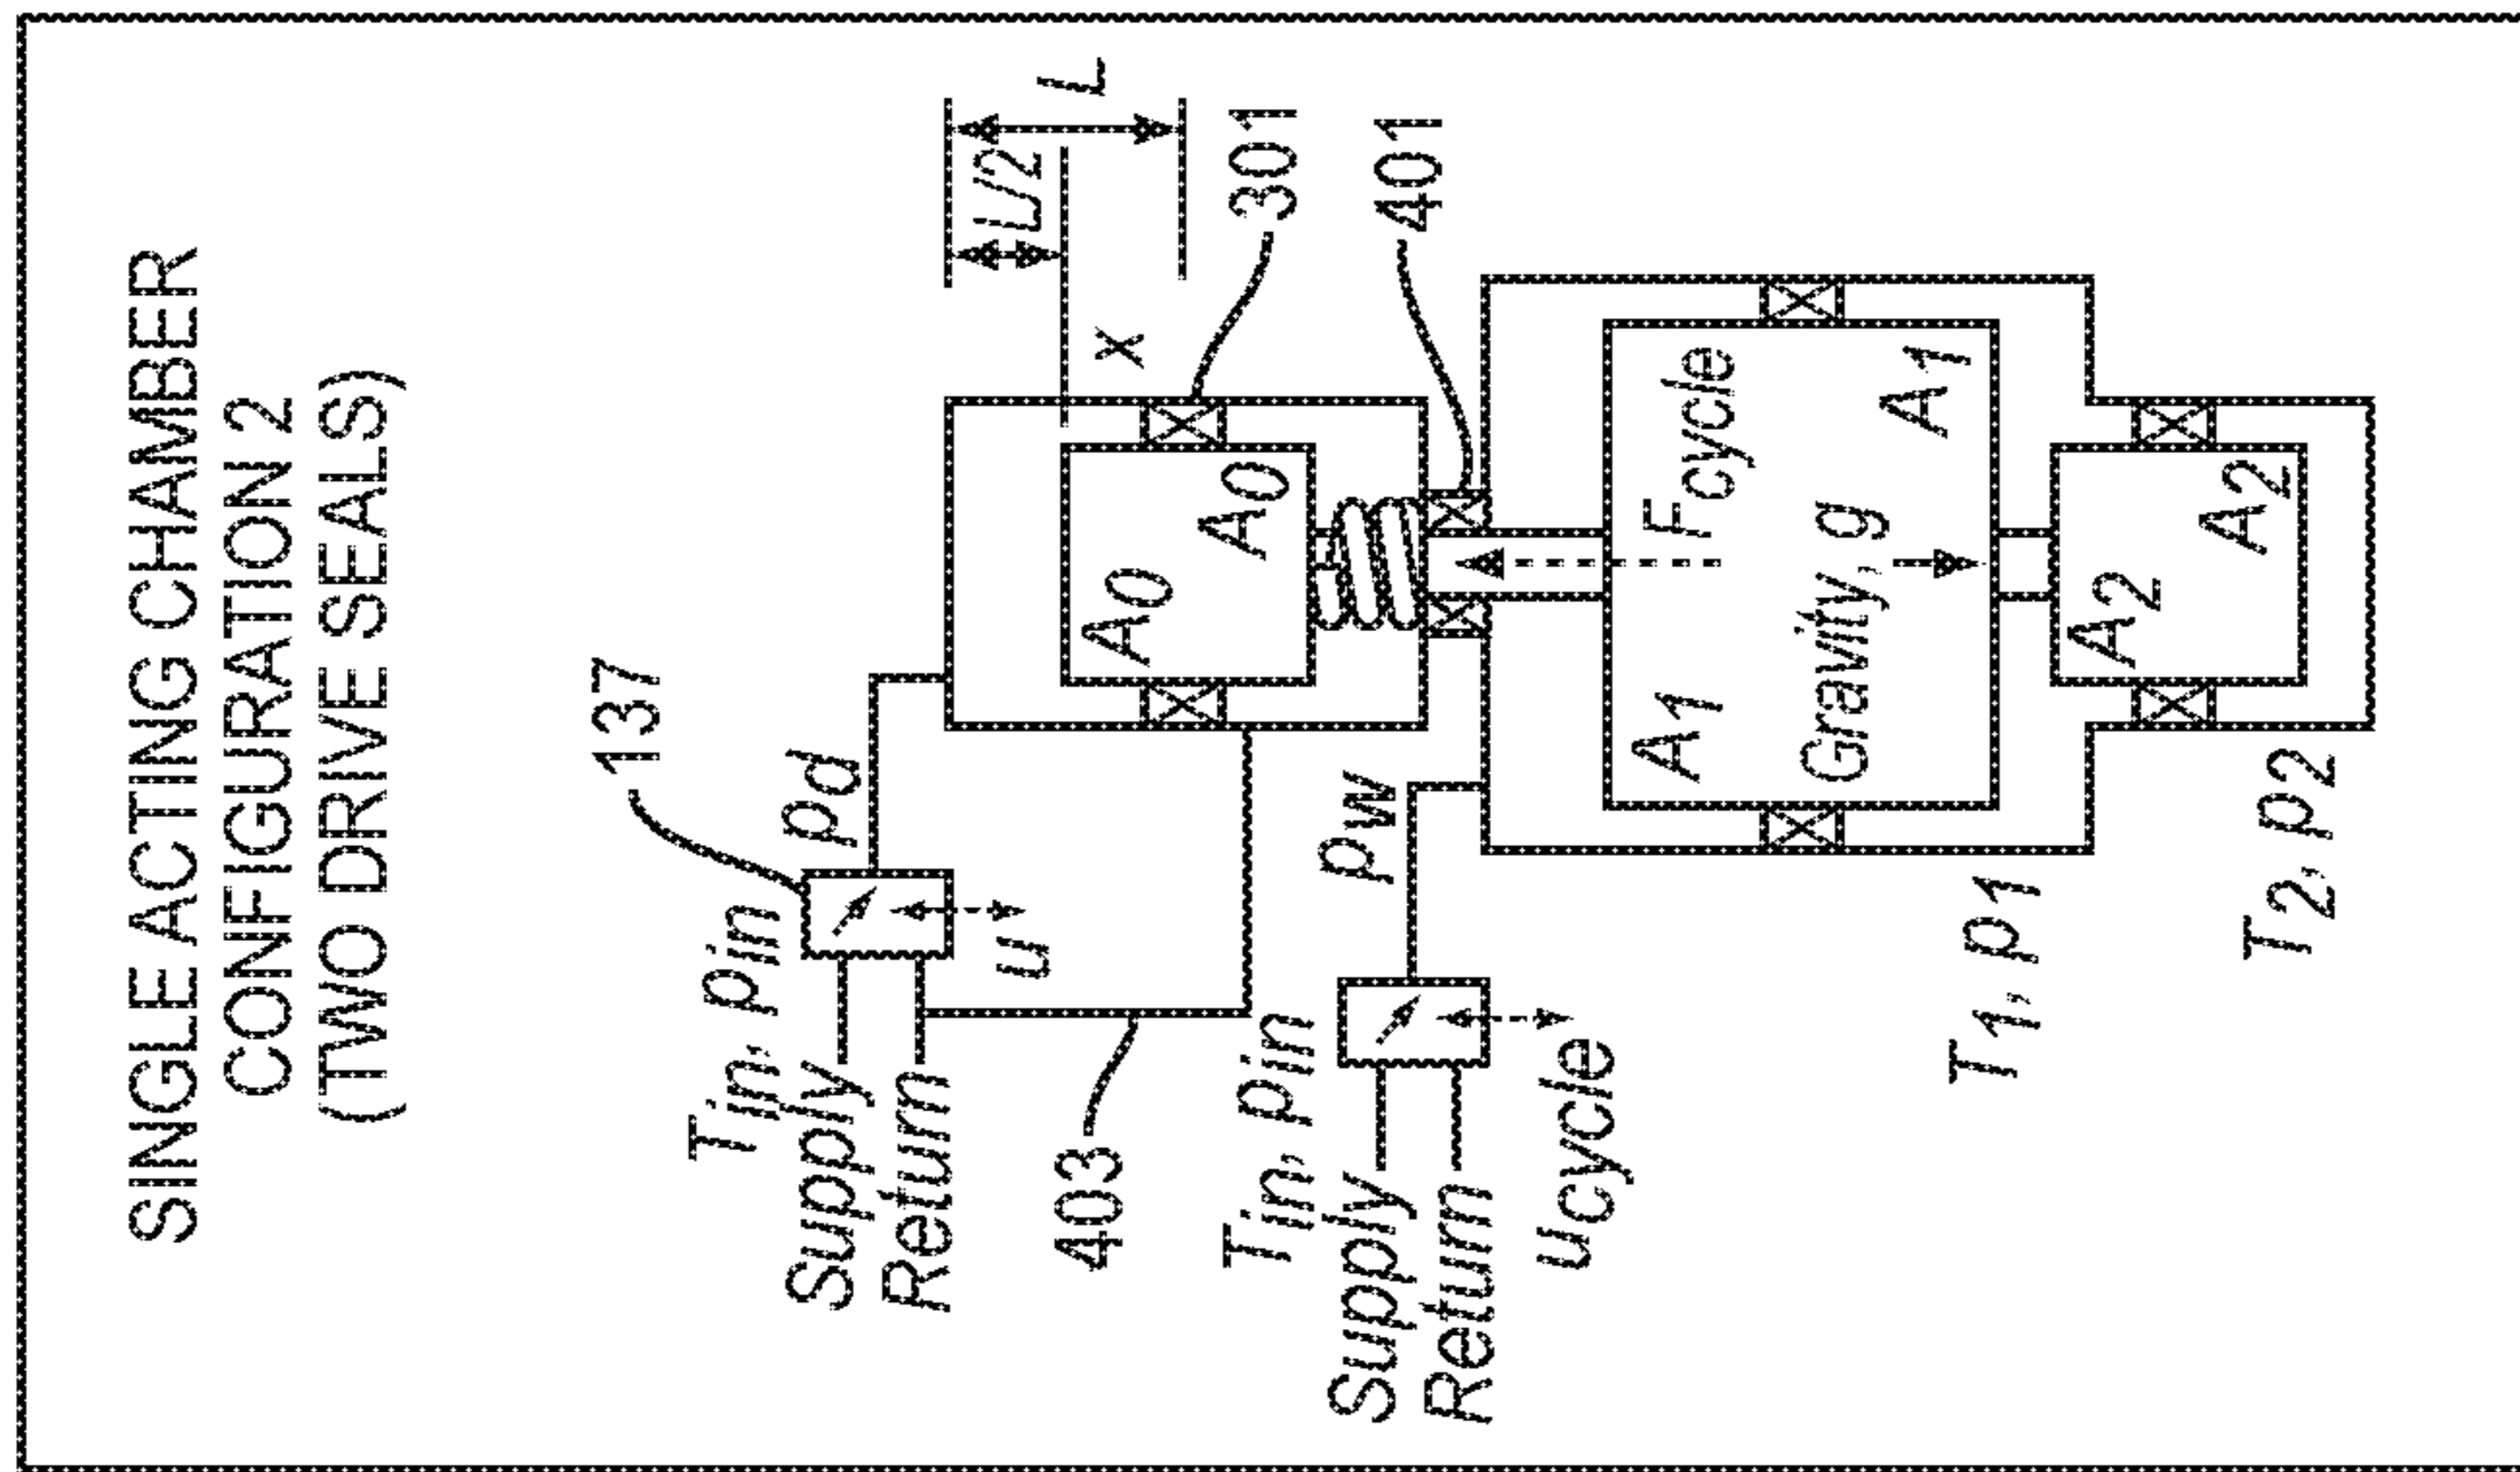 SINGLE ACTING CHAMBER
CONFIGURATION 2
(TWO DRIVE SEALS)
137
Tin, pin
Supply
Return
pd
u
403
L/2
L
x
301
401
A0
A0
Tin, pin
Supply
Return
pw
ucycle
A1
Fcycle
Gravity, g
A1
T1, p1
A2
A2
T2, p2